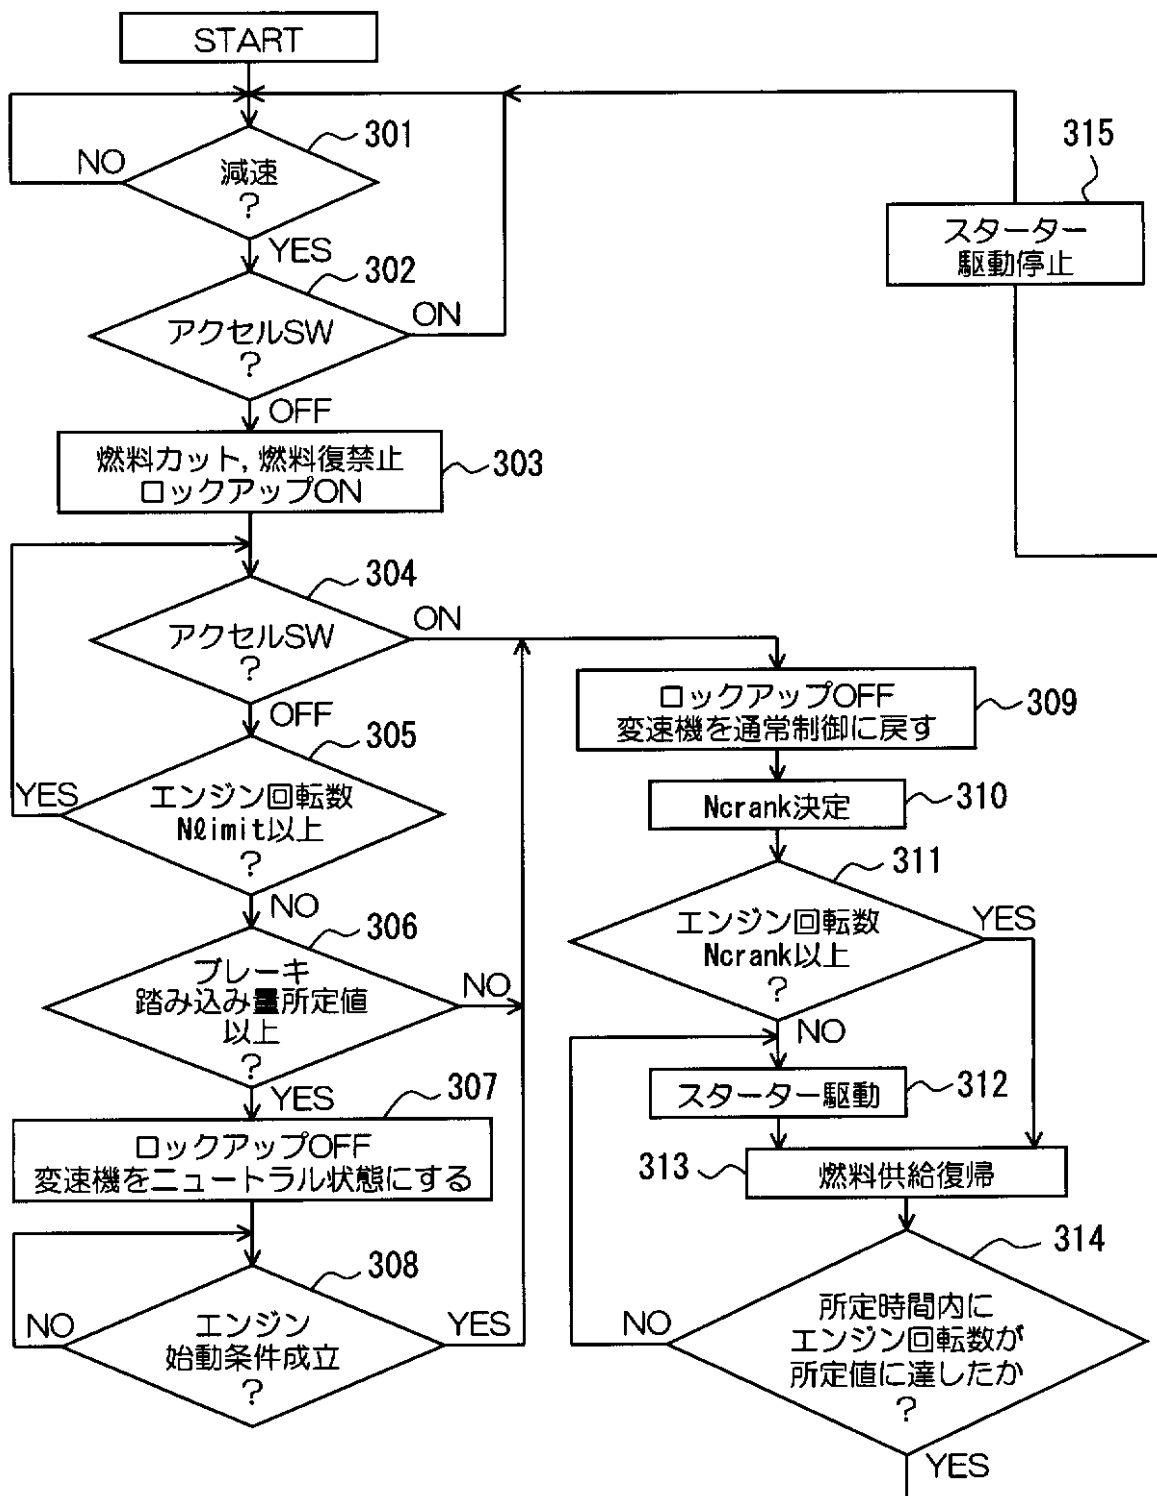 START
301
減速
?
NO
YES
302
アクセルSW
?
ON
OFF
燃料カット,燃料復禁止
ロックアップON
303
304
アクセルSW
?
ON
OFF
305
エンジン回転数
Nlimit以上
?
YES
NO
306
ブレーキ
踏み込み量所定値
以上
?
NO
YES
307
ロックアップOFF
変速機をニュートラル状態にする
308
エンジン
始動条件成立
?
NO
YES
ロックアップOFF
変速機を通常制御に戻す
309
Ncrank決定
310
311
エンジン回転数
Ncrank以上
?
YES
NO
スターター駆動
312
313
燃料供給復帰
314
所定時間内に
エンジン回転数が
所定値に達したか
?
NO
YES
315
スターター
駆動停止